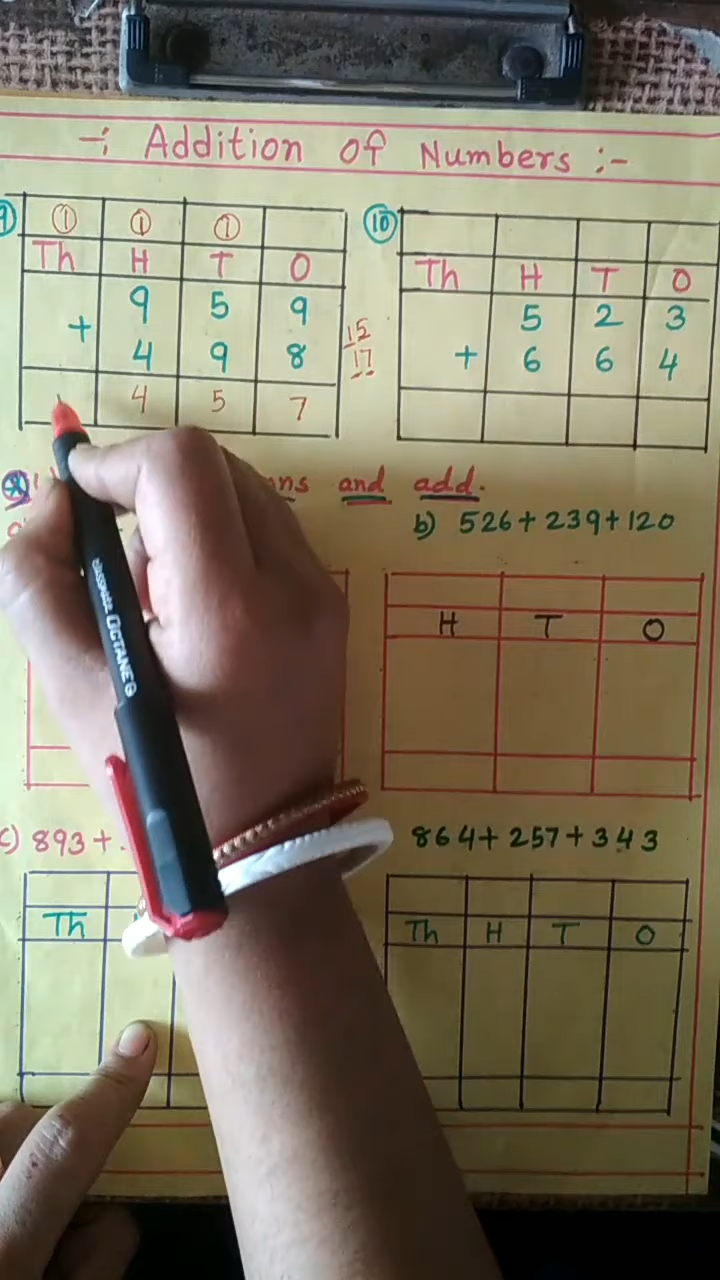 -: Addition of Numbers :-
9) ① ① ①
Th H T O
9 5 9
+ 4 9 8
4 5 7
15
17
10)
Th H T O
5 2 3
+ 6 6 4
and add.
b) 526+239+120
H T O
c) 893+
864+257+343
Th
Th H T O
classmate OCTANE